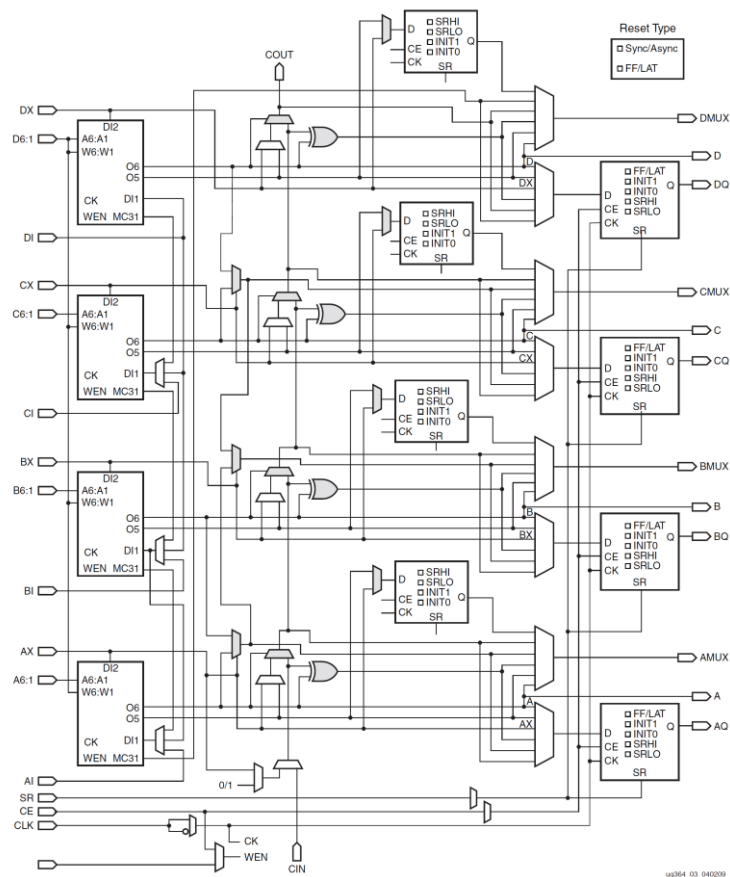 Reset Type
Sync/Async
FF/LAT
COUT
D
CE
CK
SRHI
SRLO
INIT1
INIT0
Q
SR
DX
D6:1
DI2
A6:A1
W6:W1
O6
O5
CK
DI1
WEN
MC31
DMUX
D
D
DX
D
CE
CK
FF/LAT
INIT1
INIT0
SRHI
SRLO
Q
SR
DQ
DI
D
CE
CK
SRHI
SRLO
INIT1
INIT0
Q
SR
CX
C6:1
DI2
A6:A1
W6:W1
O6
O5
CK
DI1
WEN
MC31
CMUX
C
C
CX
D
CE
CK
FF/LAT
INIT1
INIT0
SRHI
SRLO
Q
SR
CQ
CI
D
CE
CK
SRHI
SRLO
INIT1
INIT0
Q
SR
BX
B6:1
DI2
A6:A1
W6:W1
O6
O5
CK
DI1
WEN
MC31
BMUX
B
B
BX
D
CE
CK
FF/LAT
INIT1
INIT0
SRHI
SRLO
Q
SR
BQ
BI
D
CE
CK
SRHI
SRLO
INIT1
INIT0
Q
SR
AX
A6:1
DI2
A6:A1
W6:W1
O6
O5
CK
DI1
WEN
MC31
AMUX
A
A
AX
D
CE
CK
FF/LAT
INIT1
INIT0
SRHI
SRLO
Q
SR
AQ
AI
0/1
SR
CE
CLK
CK
WEN
CIN
ug364_03_040209